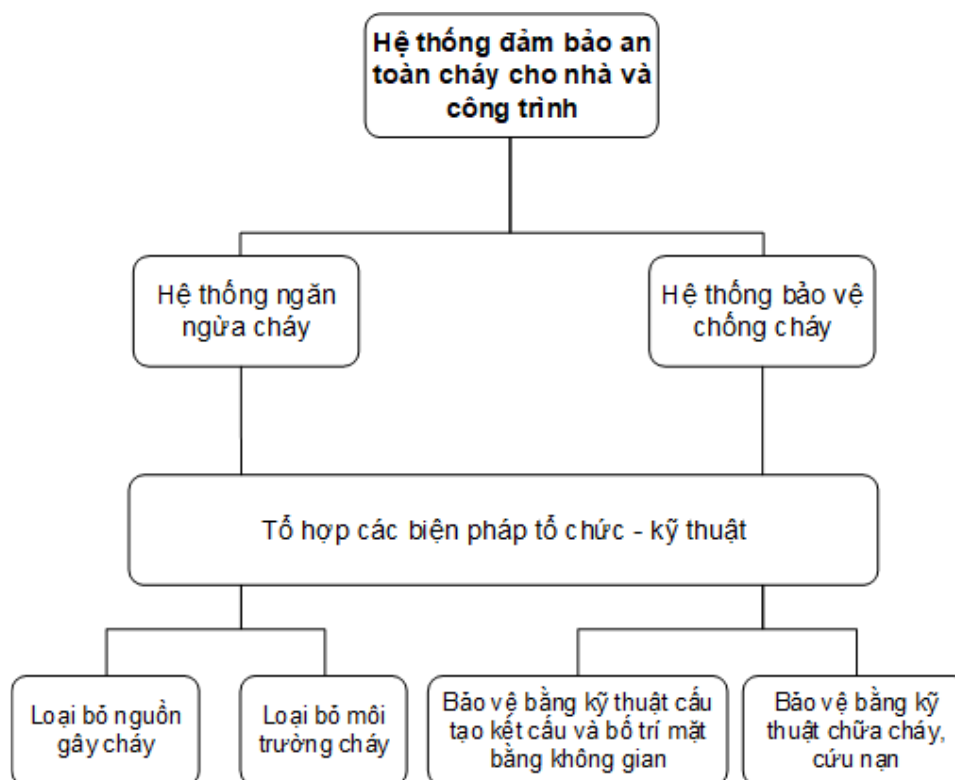 Hệ thống đảm bảo an
toàn cháy cho nhà và
công trình
Hệ thống ngăn
ngừa cháy
Hệ thống bảo vệ
chống cháy
Tổ hợp các biện pháp tổ chức - kỹ thuật
Loại bỏ nguồn
gây cháy
Loại bỏ môi
trường cháy
Bảo vệ bằng kỹ thuật cấu
tạo kết cấu và bố trí mặt
bằng không gian
Bảo vệ bằng kỹ
thuật chữa cháy,
cứu nạn